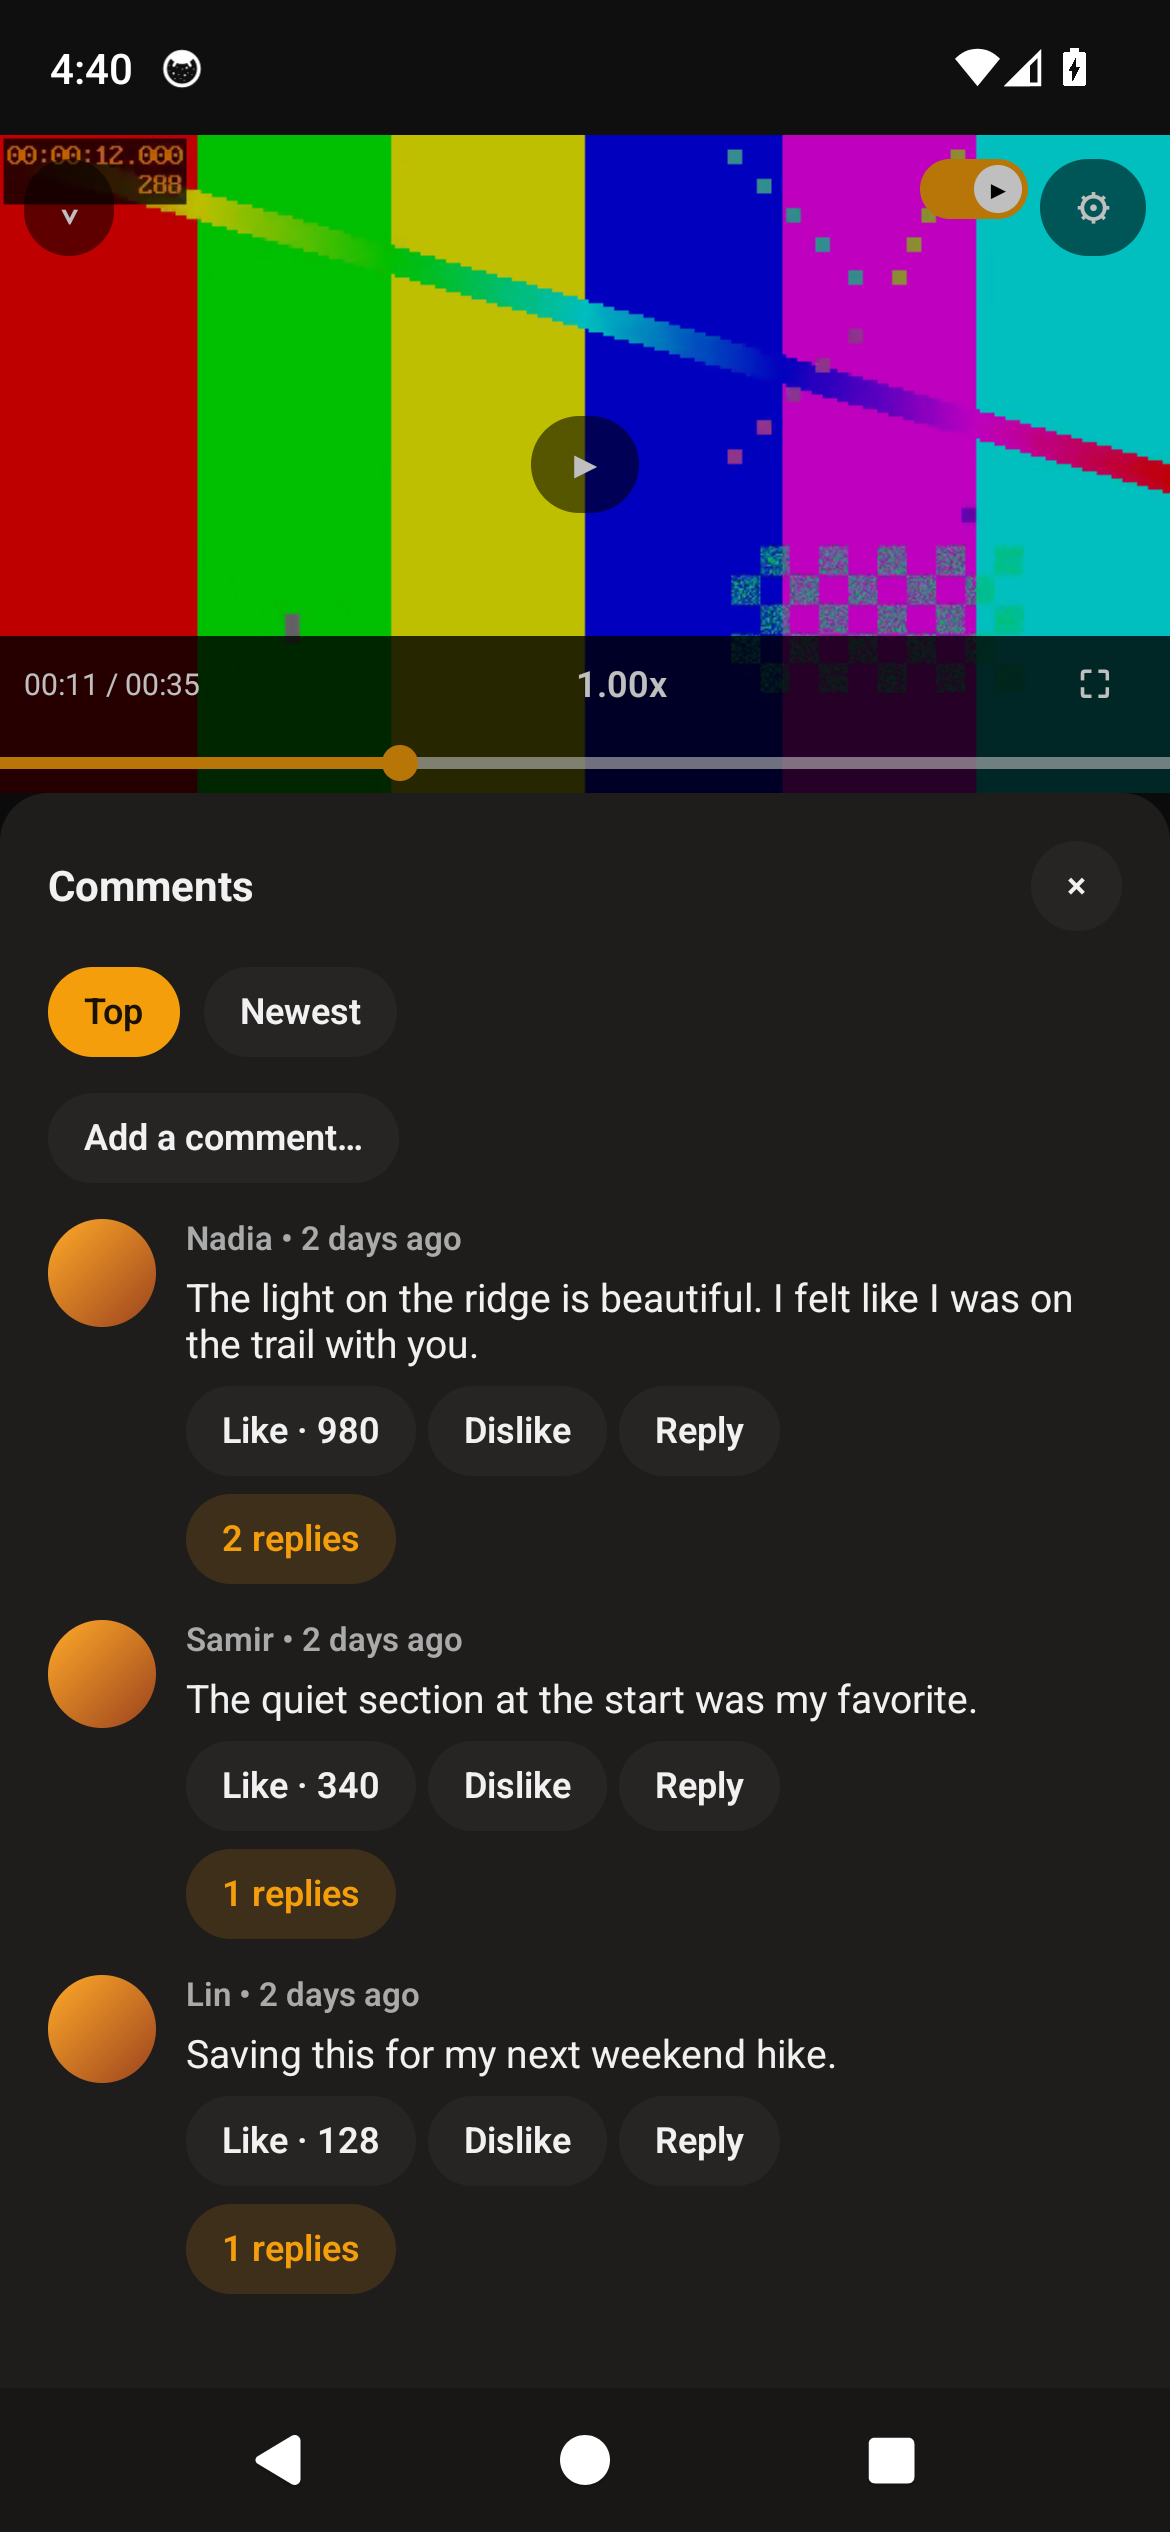 4:40
00:00:12.000
288
00:11 / 00:35
1.00x
Comments
Top
Newest
Add a comment…
Nadia • 2 days ago
The light on the ridge is beautiful. I felt like I was on
the trail with you.
Like · 980
Dislike
Reply
2 replies
Samir • 2 days ago
The quiet section at the start was my favorite.
Like · 340
Dislike
Reply
1 replies
Lin • 2 days ago
Saving this for my next weekend hike.
Like · 128
Dislike
Reply
1 replies